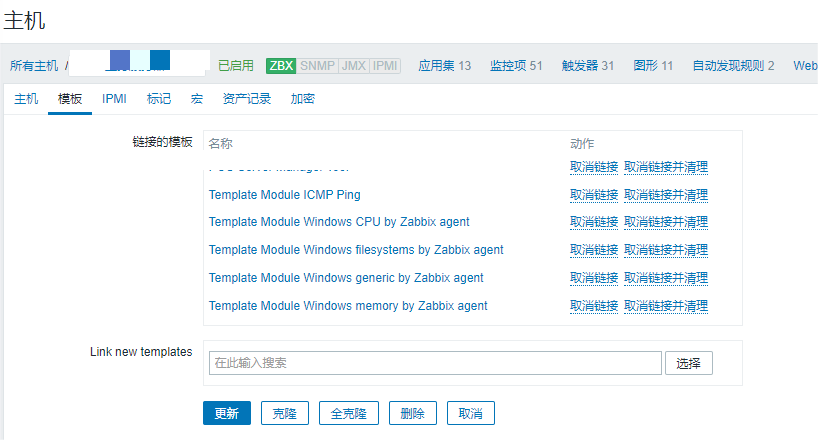 主机
所有主机 / 已启用 ZBX SNMP JMX IPMI 应用集 13 监控项 51 触发器 31 图形 11 自动发现规则 2 Web
主机 模板 IPMI 标记 宏 资产记录 加密
链接的模板 名称 动作
取消链接 取消链接并清理
Template Module ICMP Ping 取消链接 取消链接并清理
Template Module Windows CPU by Zabbix agent 取消链接 取消链接并清理
Template Module Windows filesystems by Zabbix agent 取消链接 取消链接并清理
Template Module Windows generic by Zabbix agent 取消链接 取消链接并清理
Template Module Windows memory by Zabbix agent 取消链接 取消链接并清理
Link new templates 在此输入搜索 选择
更新 克隆 全克隆 删除 取消